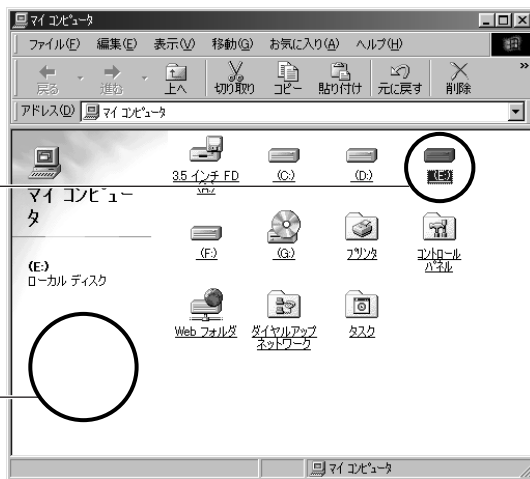 マイ コンピュータ
ファイル(F) 編集(E) 表示(V) 移動(G) お気に入り(A) ヘルプ(H)
戻る 進む 上へ 切り取り コピー 貼り付け 元に戻す 削除 »
アドレス(D) マイ コンピュータ
マイ コンピュー
タ
(E:)
ローカル ディスク
3.5 インチ FD
(A:)
(C:)
(D:)
(E:)
(F:)
(G:)
プリンタ
コントロール
パネル
Web フォルダ
ダイヤルアップ
ネットワーク
タスク
マイ コンピュータ